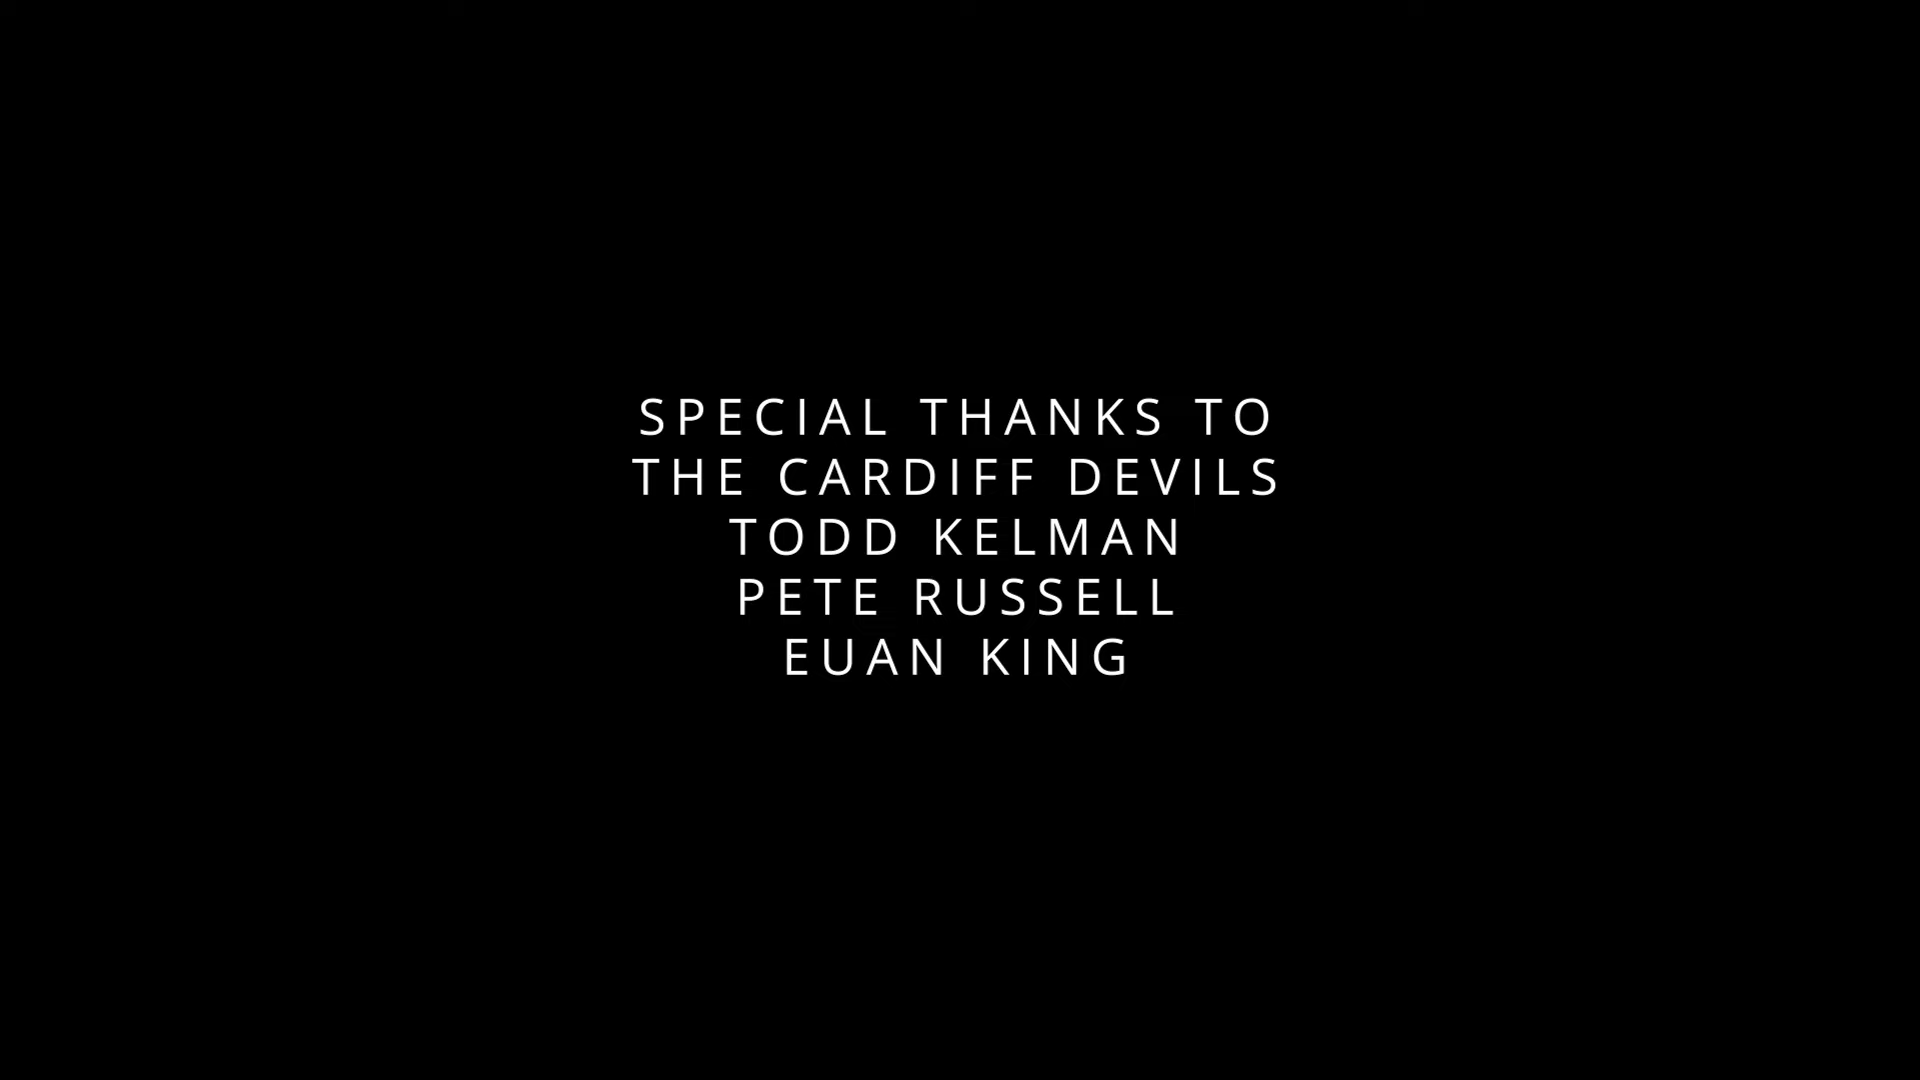 SPECIAL THANKS TO
THE CARDIFF DEVILS
TODD KELMAN
PETE RUSSELL
EUAN KING